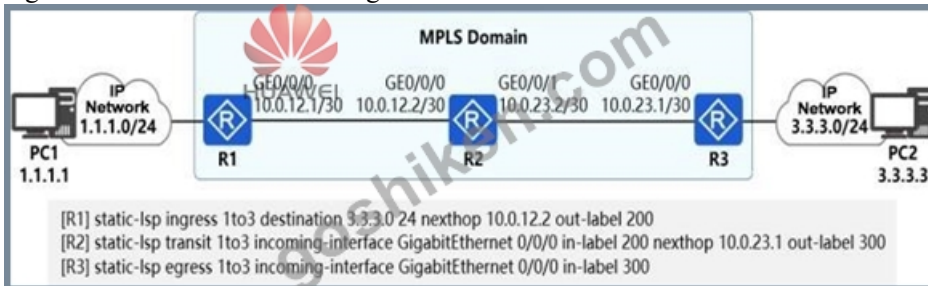 MPLS Domain
HUAWEI
IP
Network
1.1.1.0/24
GE0/0/0
10.0.12.1/30
GE0/0/0
10.0.12.2/30
GE0/0/1
10.0.23.2/30
GE0/0/0
10.0.23.1/30
IP
Network
3.3.3.0/24
R
R
R
PC1
1.1.1.1
R1
R2
R3
PC2
3.3.3.3
[R1] static-lsp ingress 1to3 destination 3.3.3.0 24 nexthop 10.0.12.2 out-label 200
[R2] static-lsp transit 1to3 incoming-interface GigabitEthernet 0/0/0 in-label 200 nexthop 10.0.23.1 out-label 300
[R3] static-lsp egress 1to3 incoming-interface GigabitEthernet 0/0/0 in-label 300
goshiken.com